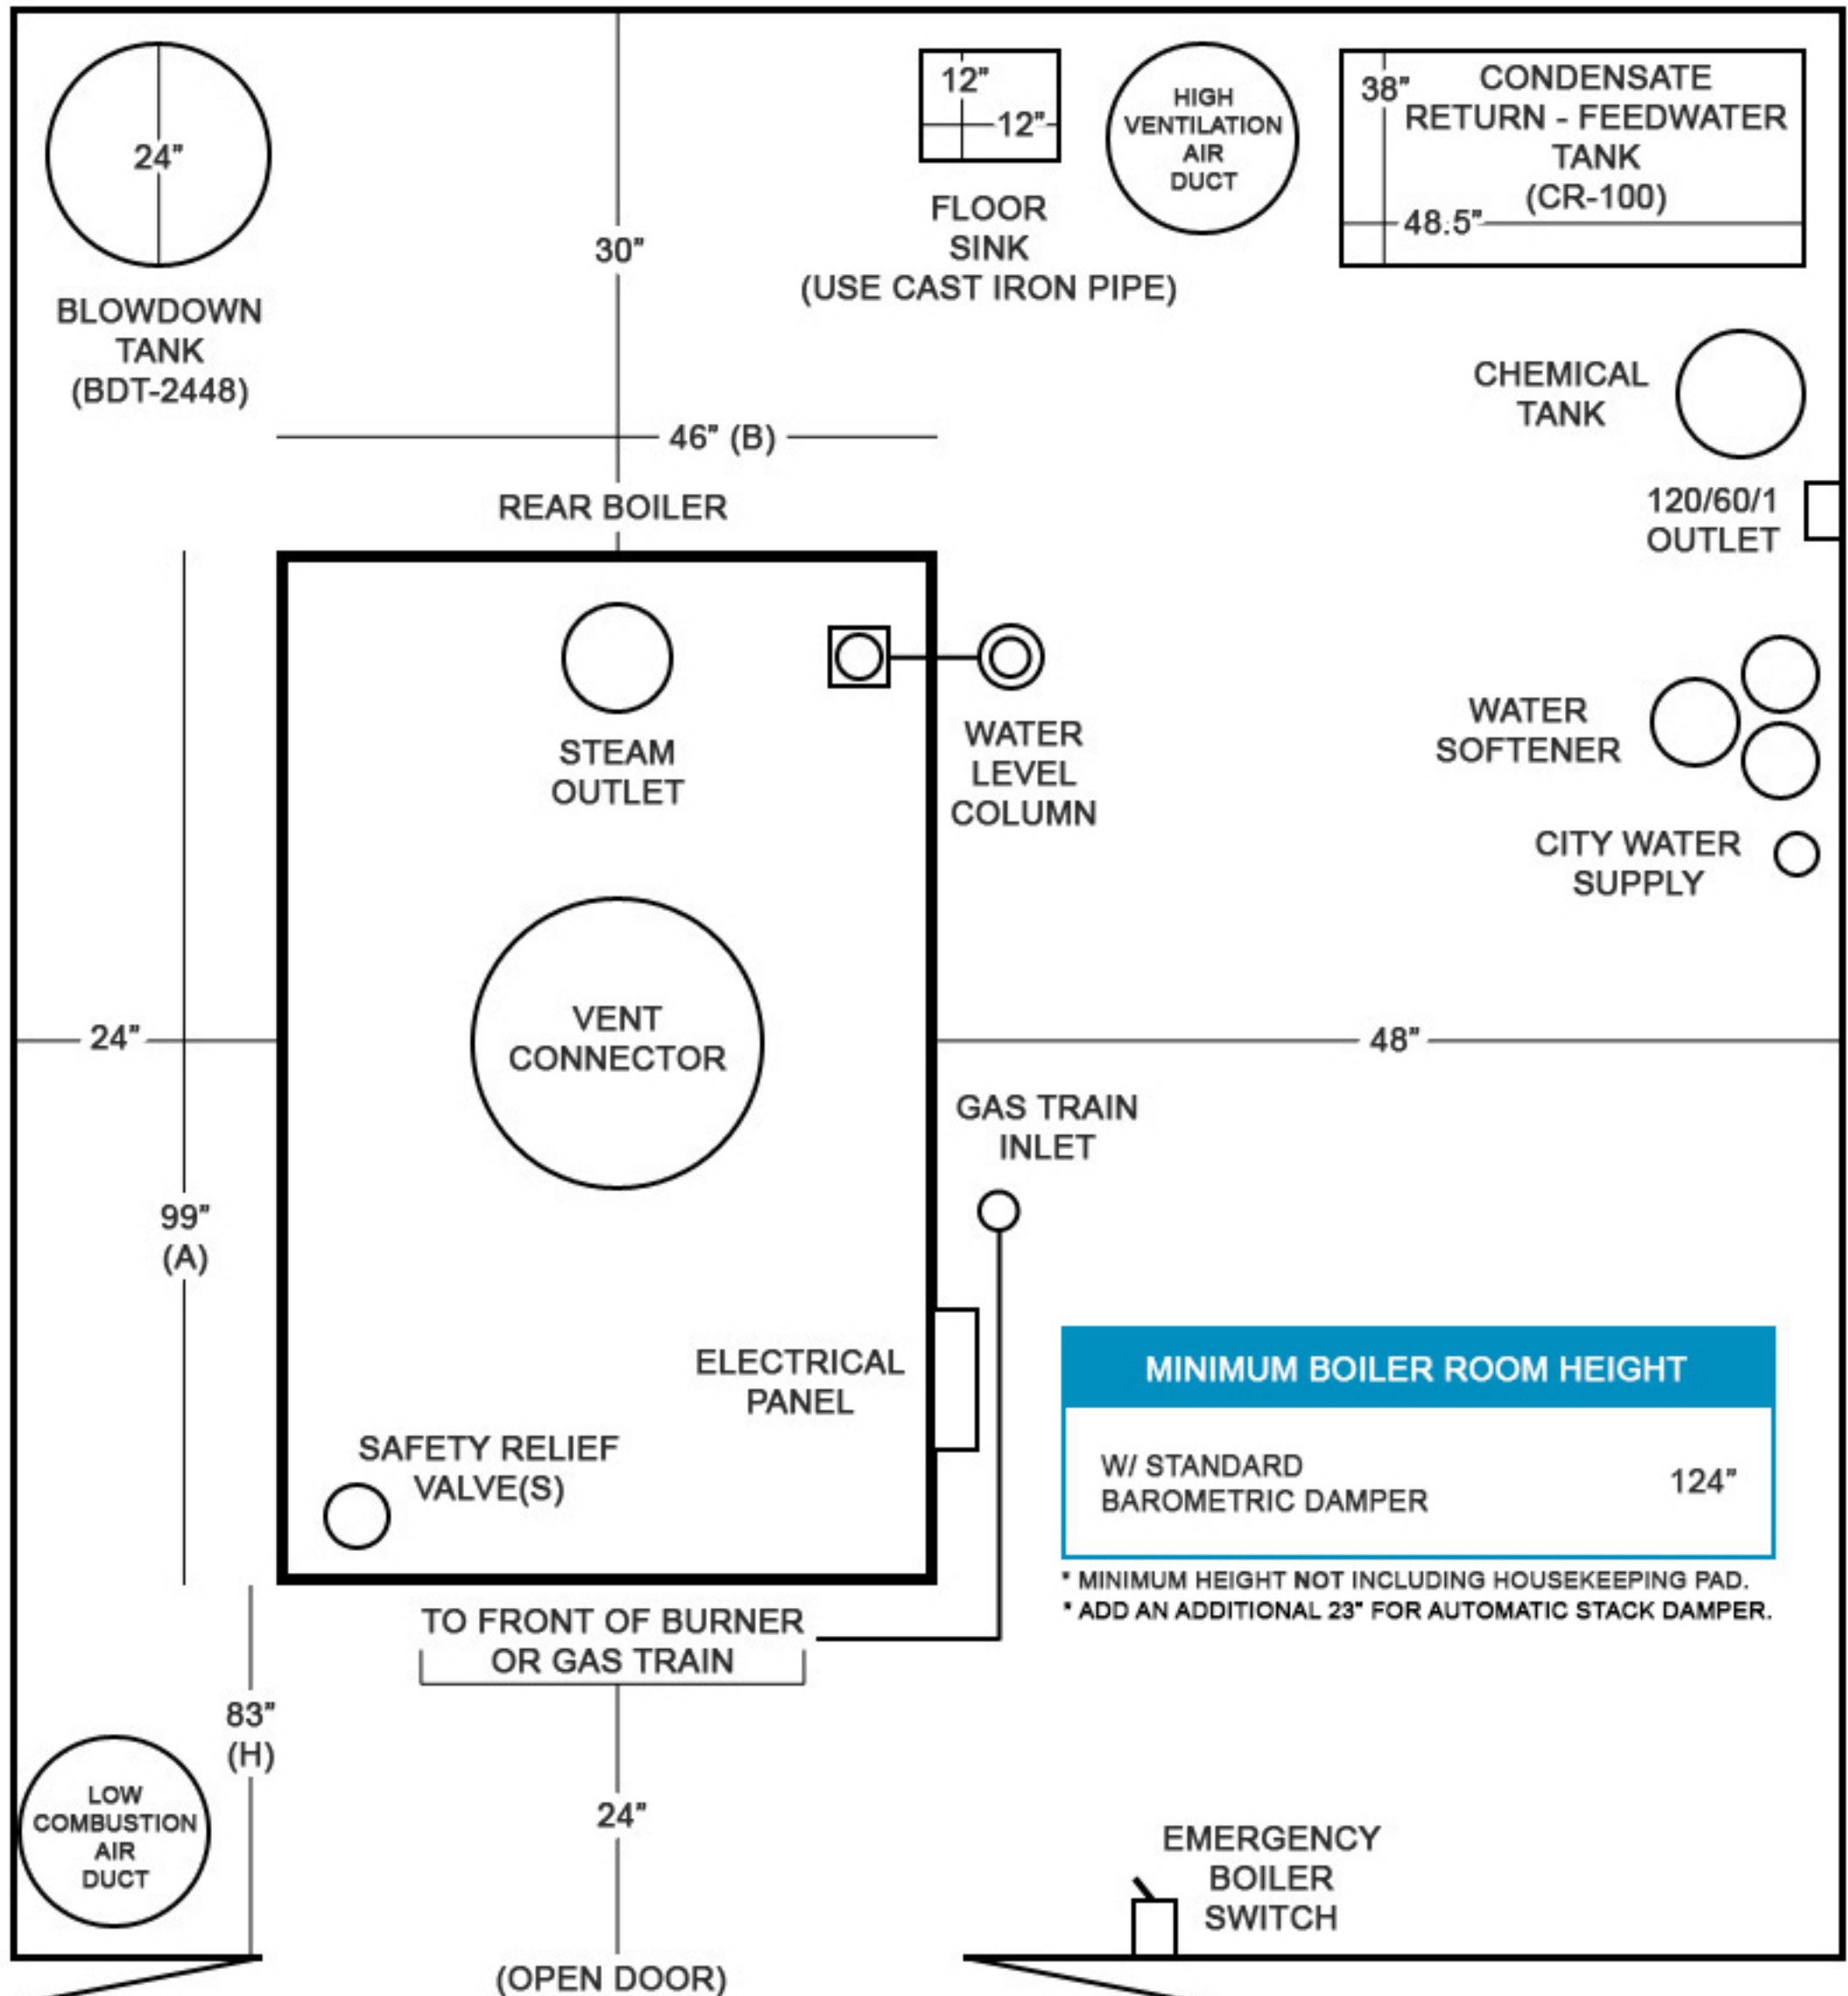 24”
BLOWDOWN
TANK
(BDT-2448)
30”
12”
12”
FLOOR
SINK
(USE CAST IRON PIPE)
HIGH
VENTILATION
AIR
DUCT
38”
CONDENSATE
RETURN - FEEDWATER
TANK
(CR-100)
48.5”
CHEMICAL
TANK
120/60/1
OUTLET
46” (B)
REAR BOILER
STEAM
OUTLET
WATER
LEVEL
COLUMN
WATER
SOFTENER
CITY WATER
SUPPLY
VENT
CONNECTOR
24”
48”
99”
(A)
GAS TRAIN
INLET
ELECTRICAL
PANEL
SAFETY RELIEF
VALVE(S)
MINIMUM BOILER ROOM HEIGHT
W/ STANDARD
BAROMETRIC DAMPER
124”
* MINIMUM HEIGHT NOT INCLUDING HOUSEKEEPING PAD.
* ADD AN ADDITIONAL 23" FOR AUTOMATIC STACK DAMPER.
TO FRONT OF BURNER
OR GAS TRAIN
83”
(H)
LOW
COMBUSTION
AIR
DUCT
24”
EMERGENCY
BOILER
SWITCH
(OPEN DOOR)